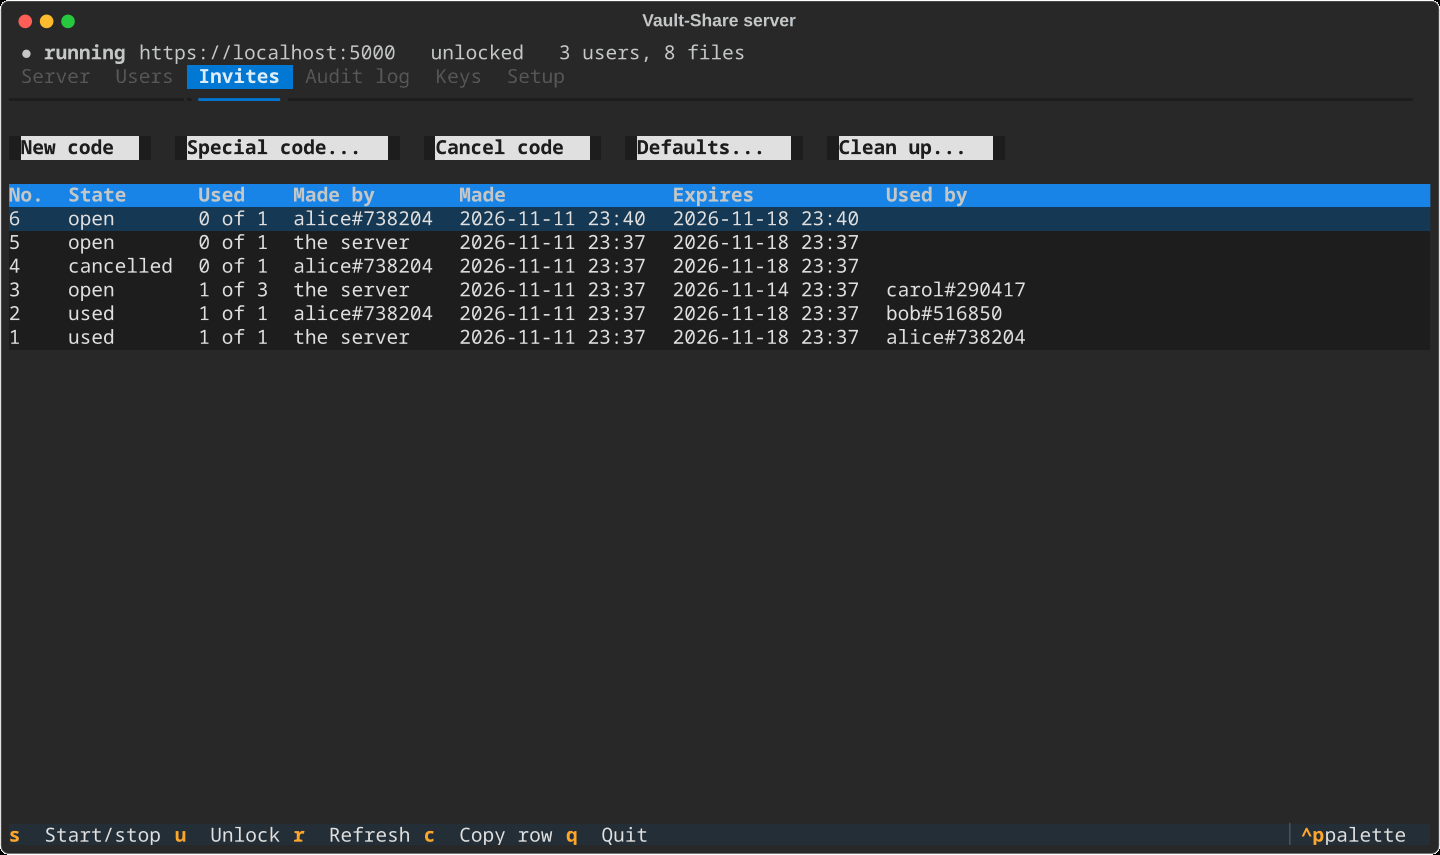 Vault-Share server
● running https://localhost:5000 unlocked 3 users, 8 files
Server Users Invites Audit log Keys Setup
New code Special code... Cancel code Defaults... Clean up...
No. State Used Made by Made Expires Used by
6 open 0 of 1 alice#738204 2026-11-11 23:40 2026-11-18 23:40
5 open 0 of 1 the server 2026-11-11 23:37 2026-11-18 23:37
4 cancelled 0 of 1 alice#738204 2026-11-11 23:37 2026-11-18 23:37
3 open 1 of 3 the server 2026-11-11 23:37 2026-11-14 23:37 carol#290417
2 used 1 of 1 alice#738204 2026-11-11 23:37 2026-11-18 23:37 bob#516850
1 used 1 of 1 the server 2026-11-11 23:37 2026-11-18 23:37 alice#738204
s Start/stop u Unlock r Refresh c Copy row q Quit ^p palette